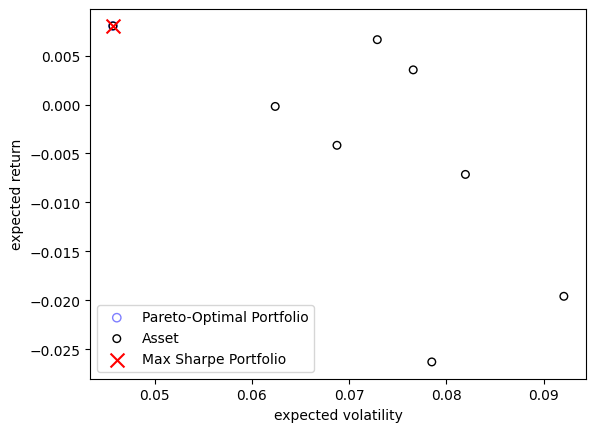 0.005
0.000
−0.005
−0.010
−0.015
−0.020
−0.025
expected return
Pareto-Optimal Portfolio
Asset
Max Sharpe Portfolio
0.05 0.06 0.07 0.08 0.09
expected volatility